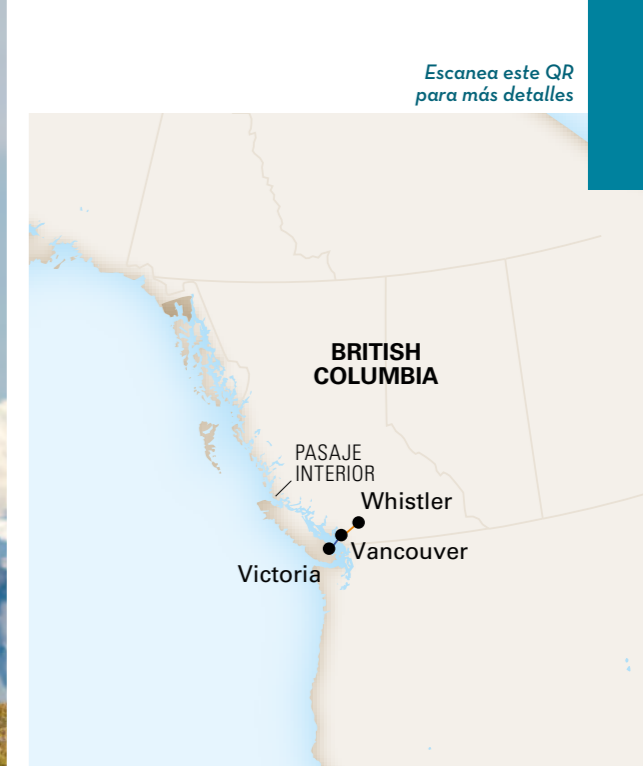 Escanea este QR
para más detalles
BRITISH
COLUMBIA
PASAJE
INTERIOR
Whistler
Vancouver
Victoria